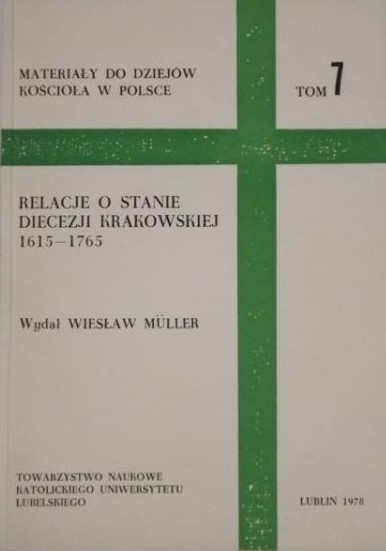 MATERIAŁY DO DZIEJÓW
KOŚCIOŁA W POLSCE
TOM 7
RELACJE O STANIE
DIECEZJI KRAKOWSKIEJ
1615–1765
Wydał WIESŁAW MÜLLER
TOWARZYSTWO NAUKOWE
KATOLICKIEGO UNIWERSYTETU
LUBELSKIEGO
LUBLIN 1978